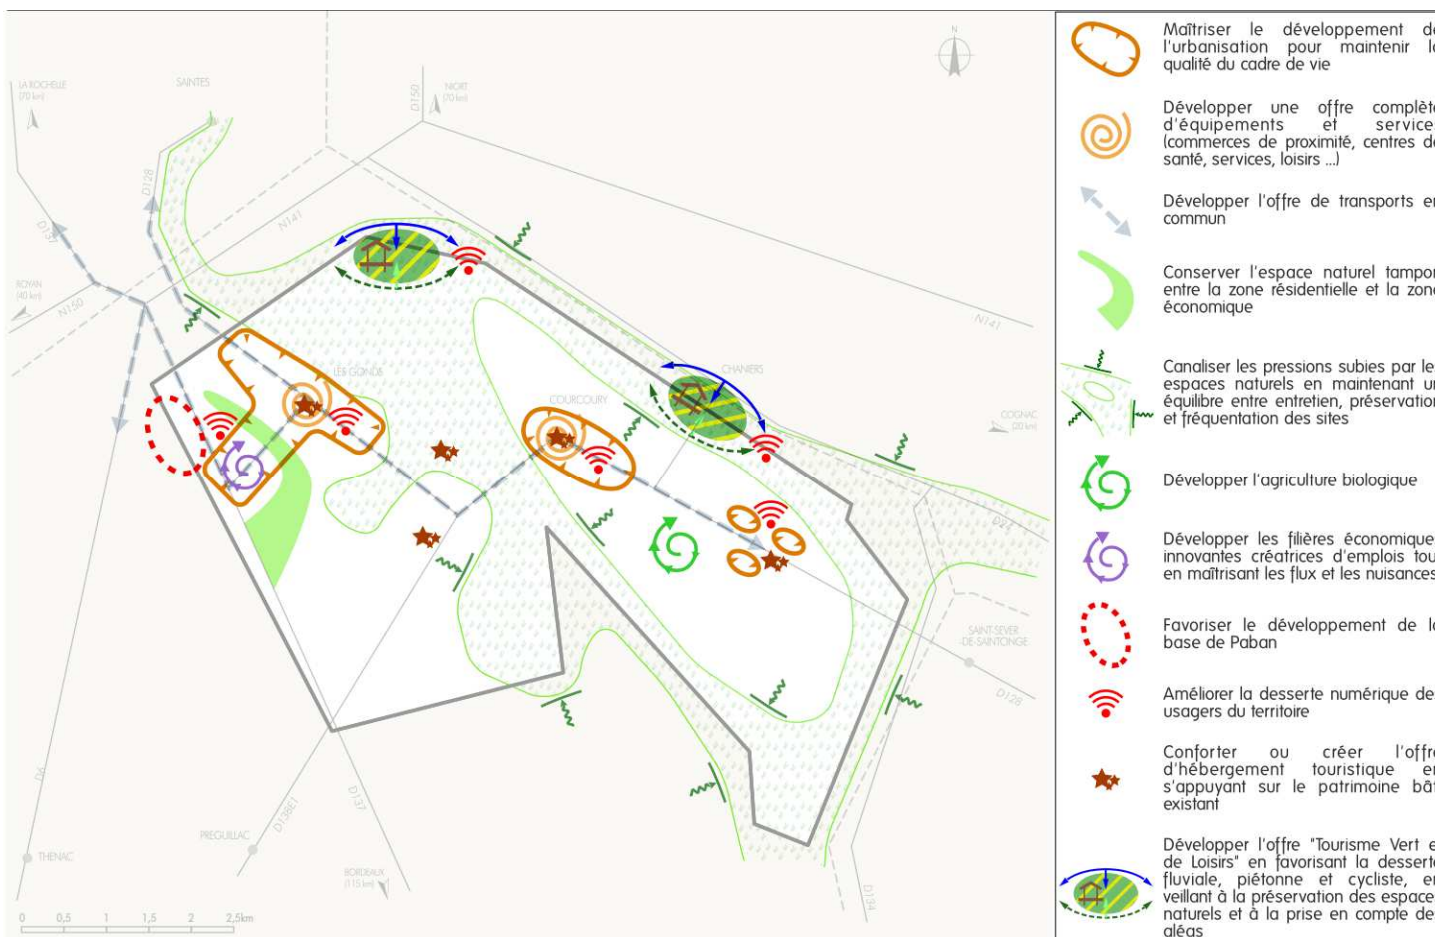 N
LA ROCHELLE
(70 km)
SAINTES
D150
NIORT
(70 km)
D128
D137
N141
ROYAN
(40 km)
N150
N141
LES GONDS
COURCOURY
CHANIERS
COGNAC
(20 km)
D24
SAINT-SEVER
-DE-SAINTONGE
D128
D6
D137
D136E1
PREGUILLAC
THENAC
BORDEAUX
(115 km)
D134
0 0,5 1 1,5 2 2,5km
Maîtriser le développement de
l'urbanisation pour maintenir la
qualité du cadre de vie
Développer une offre complète
d'équipements et service
(commerces de proximité, centres de
santé, services, loisirs ...)
Développer l'offre de transports en
commun
Conserver l'espace naturel tampon
entre la zone résidentielle et la zone
économique
Canaliser les pressions subies par les
espaces naturels en maintenant un
équilibre entre entretien, préservation
et fréquentation des sites
Développer l'agriculture biologique
Développer les filières économique
innovantes créatrices d'emplois tou
en maîtrisant les flux et les nuisances
Favoriser le développement de la
base de Paban
Améliorer la desserte numérique de
usagers du territoire
Conforter ou créer l'offre
d'hébergement touristique en
s'appuyant sur le patrimoine bât
existant
Développer l'offre "Tourisme Vert e
de Loisirs" en favorisant la desserte
fluviale, piétonne et cycliste, en
veillant à la préservation des espace
naturels et à la prise en compte de
aléas